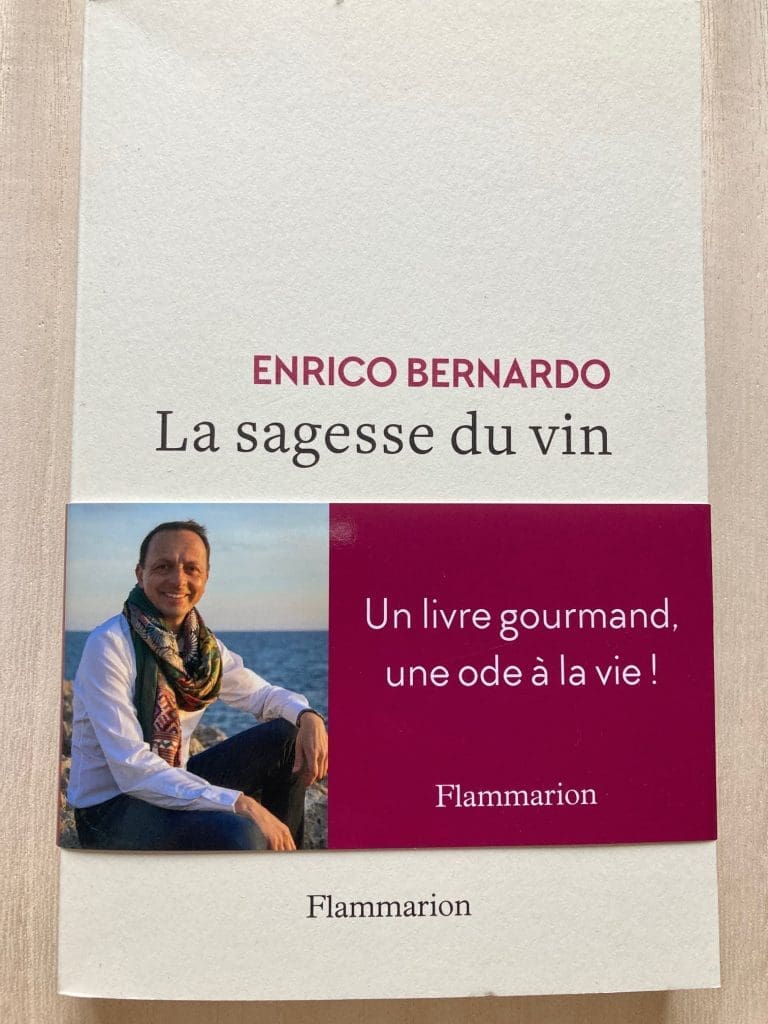 ENRICO BERNARDO
La sagesse du vin
Un livre gourmand,
une ode à la vie !
Flammarion
Flammarion